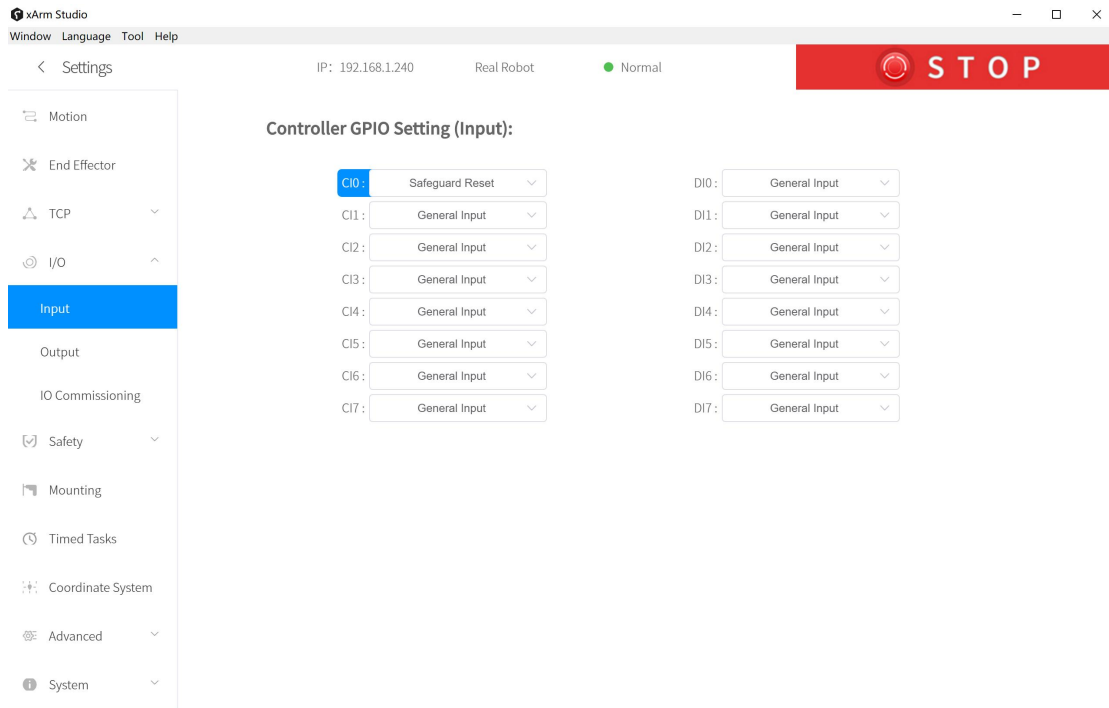 xArm Studio
Window Language Tool Help
Settings
IP: 192.168.1.240 Real Robot Normal
STOP
Motion
End Effector
TCP
I/O
Input
Output
IO Commissioning
Safety
Mounting
Timed Tasks
Coordinate System
Advanced
System
Controller GPIO Setting (Input):
CI0 : Safeguard Reset DI0 : General Input
CI1 : General Input DI1 : General Input
CI2 : General Input DI2 : General Input
CI3 : General Input DI3 : General Input
CI4 : General Input DI4 : General Input
CI5 : General Input DI5 : General Input
CI6 : General Input DI6 : General Input
CI7 : General Input DI7 : General Input